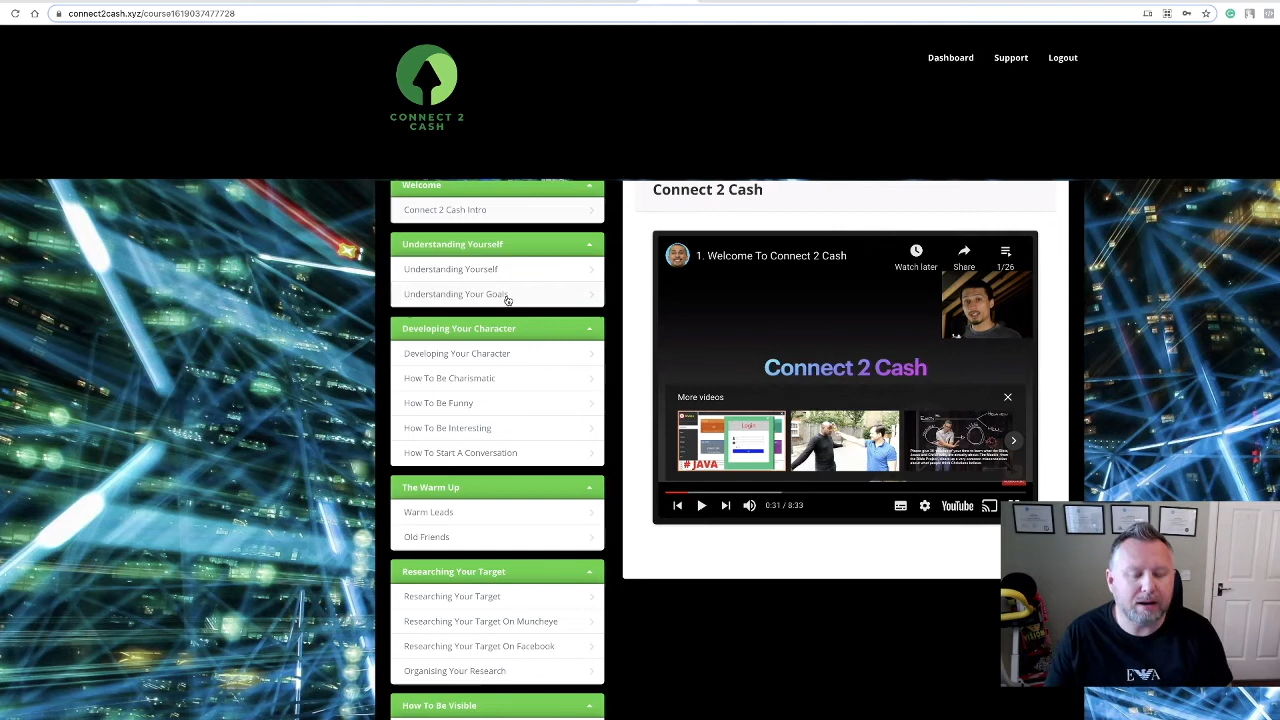 connect2cash.xyz/course1619037477728
Dashboard
Support
Logout
CONNECT 2
CASH
Welcome
Connect 2 Cash Intro
Understanding Yourself
Understanding Yourself
Understanding Your Goals
Developing Your Character
Developing Your Character
How To Be Charismatic
How To Be Funny
How To Be Interesting
How To Start A Conversation
The Warm Up
Warm Leads
Old Friends
Researching Your Target
Researching Your Target
Researching Your Target On Muncheye
Researching Your Target On Facebook
Organising Your Research
How To Be Visible
Connect 2 Cash
1. Welcome To Connect 2 Cash
Watch later
Share
1/26
Connect 2 Cash
More videos
Login
# JAVA
0:31 / 8:33
YouTube